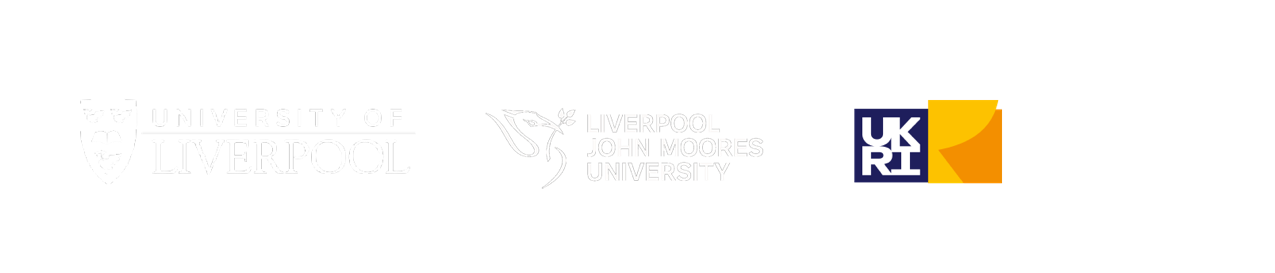 UNIVERSITY OF
LIVERPOOL
LIVERPOOL
JOHN MOORES
UNIVERSITY
UK
RI